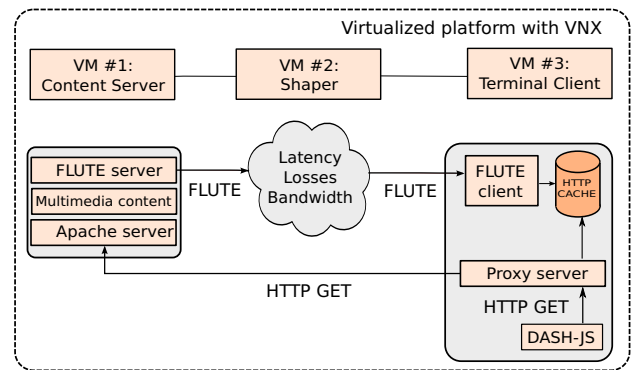 Virtualized platform with VNX
VM #1:
Content Server
VM #2:
Shaper
VM #3:
Terminal Client
FLUTE server
Multimedia content
Apache server
FLUTE
Latency
Losses
Bandwidth
FLUTE
FLUTE
client
HTTP
CACHE
Proxy server
HTTP GET
HTTP GET
DASH-JS